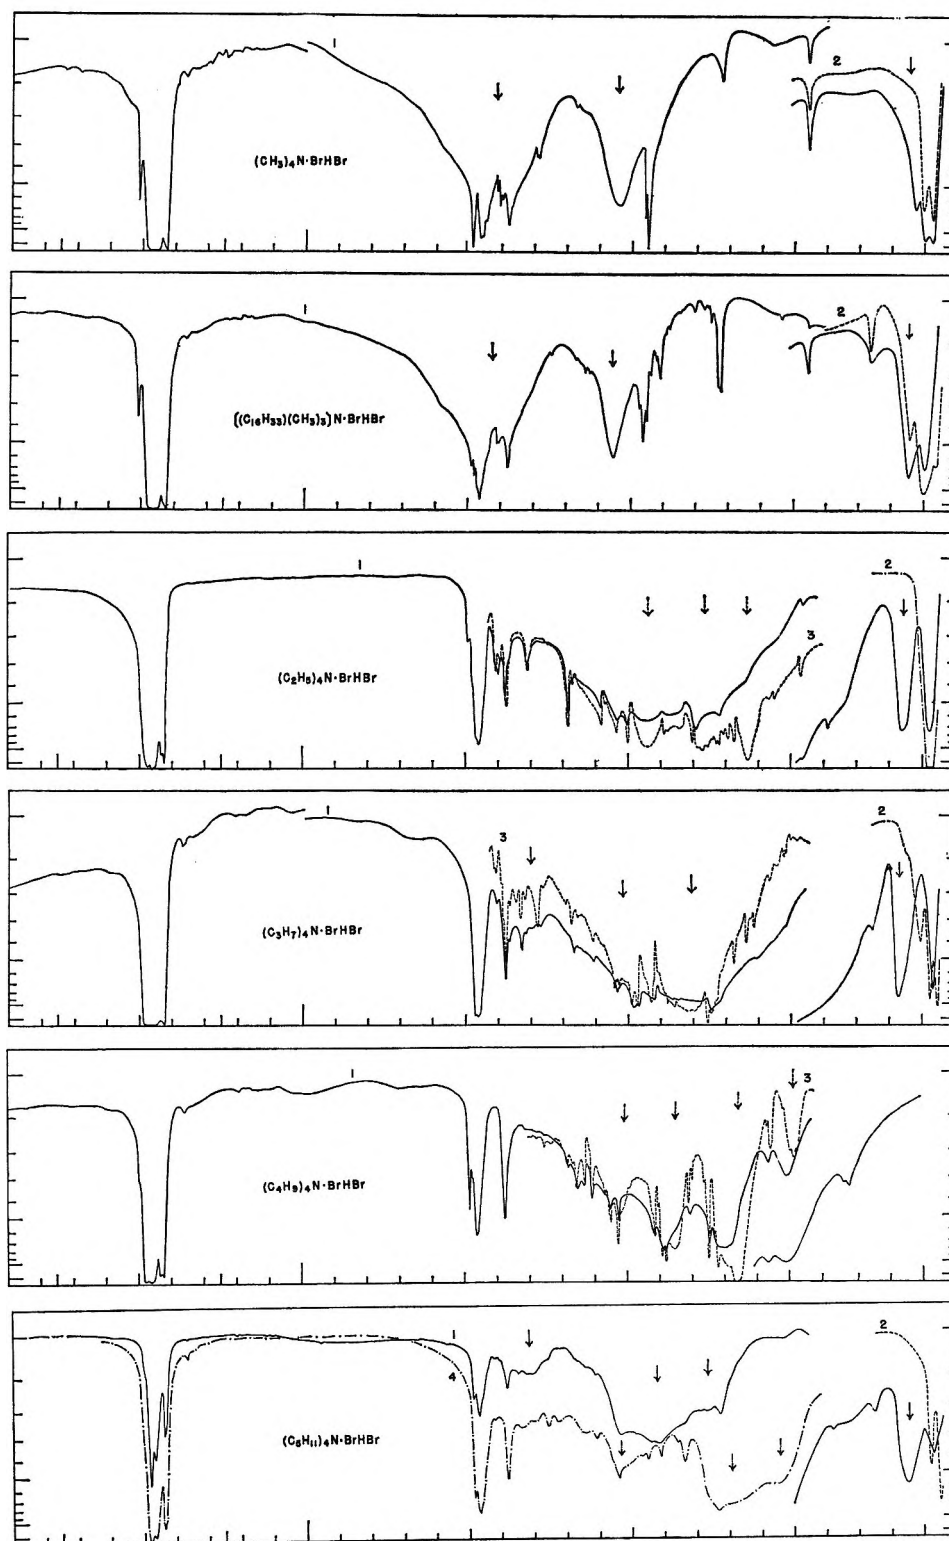 1
2
(CH3)4N·BrHBr
1
2
[(C16H33)(CH3)3]N·BrHBr
1
2
3
(C2H5)4N·BrHBr
1
2
3
(C3H7)4N·BrHBr
1
3
(C4H9)4N·BrHBr
1
2
4
(C5H11)4N·BrHBr